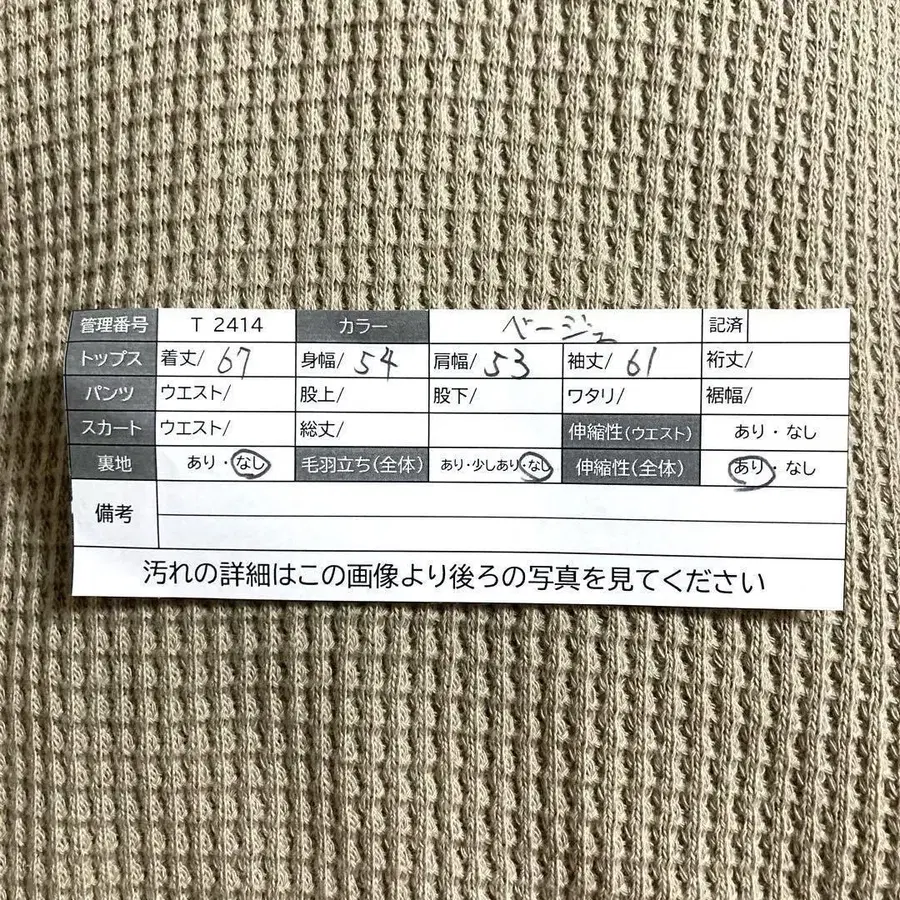 管理番号 T 2414 カラー ベージュ 記済
トップス 着丈/ 67 身幅/ 54 肩幅/ 53 袖丈/ 61 裄丈/
パンツ ウエスト/ 股上/ 股下/ ワタリ/ 裾幅/
スカート ウエスト/ 総丈/ 伸縮性(ウエスト) あり・なし
裏地 あり・なし 毛羽立ち(全体) あり・少しあり・なし 伸縮性(全体) あり・なし
備考
汚れの詳細はこの画像より後ろの写真を見てください